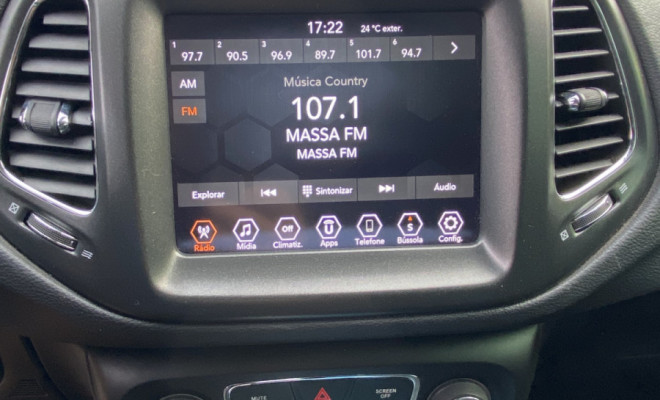 17:22 24 °C exter.
1 2 3 4 5 6
97.7 90.5 96.9 89.7 101.7 94.7
AM
Música Country
FM
107.1
MASSA FM
MASSA FM
Explorar Sintonizar Áudio
Off U S
Rádio Mídia Climatiz. Apps Telefone Bússola Config.
MUTE SCREEN OFF